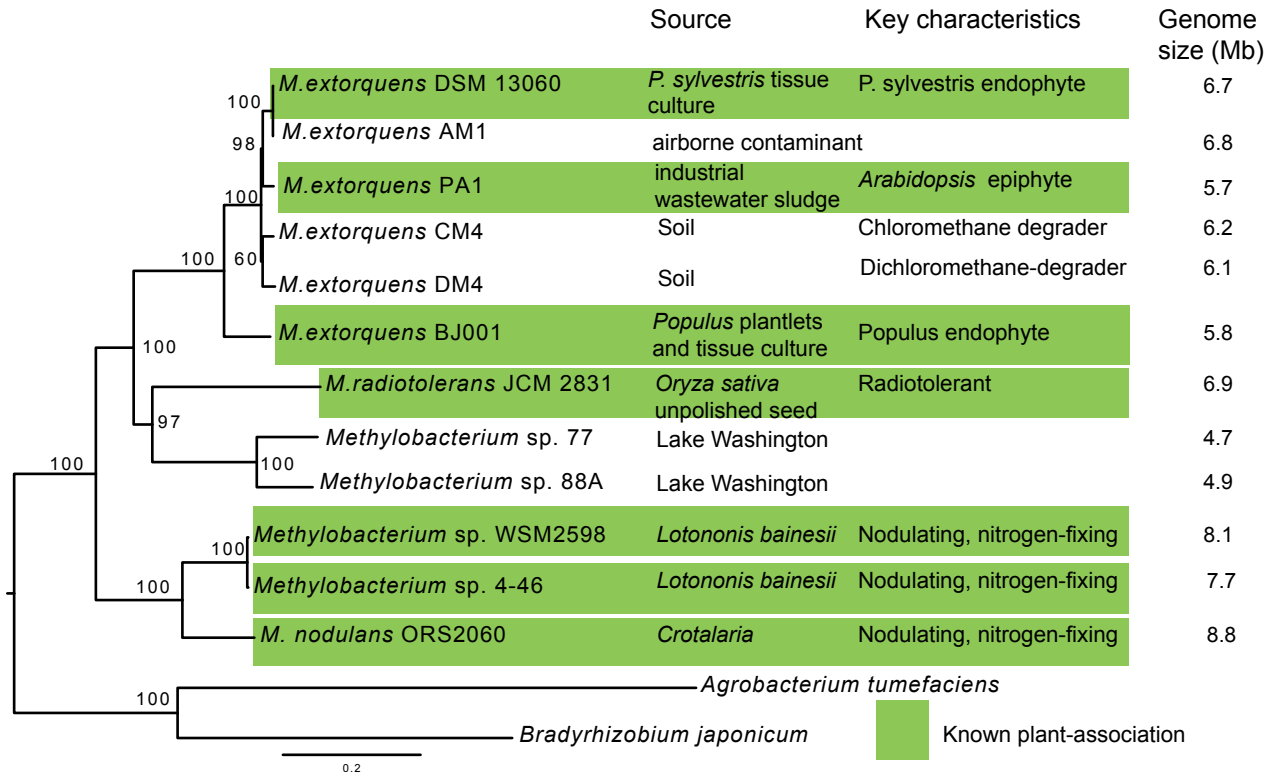 Source Key characteristics Genome
size (Mb)
M.extorquens DSM 13060 P. sylvestris tissue P. sylvestris endophyte 6.7
culture
100
M.extorquens AM1 airborne contaminant 6.8
98
industrial
M.extorquens PA1 wastewater sludge Arabidopsis epiphyte 5.7
100
M.extorquens CM4 Soil Chloromethane degrader 6.2
100 60
M.extorquens DM4 Soil Dichloromethane-degrader 6.1
M.extorquens BJ001 Populus plantlets Populus endophyte 5.8
and tissue culture
100
M.radiotolerans JCM 2831 Oryza sativa Radiotolerant 6.9
unpolished seed
97
Methylobacterium sp. 77 Lake Washington 4.7
100 100
Methylobacterium sp. 88A Lake Washington 4.9
Methylobacterium sp. WSM2598 Lotononis bainesii Nodulating, nitrogen-fixing 8.1
100
100
Methylobacterium sp. 4-46 Lotononis bainesii Nodulating, nitrogen-fixing 7.7
M. nodulans ORS2060 Crotalaria Nodulating, nitrogen-fixing 8.8
100
Agrobacterium tumefaciens
Bradyrhizobium japonicum
Known plant-association
0.2